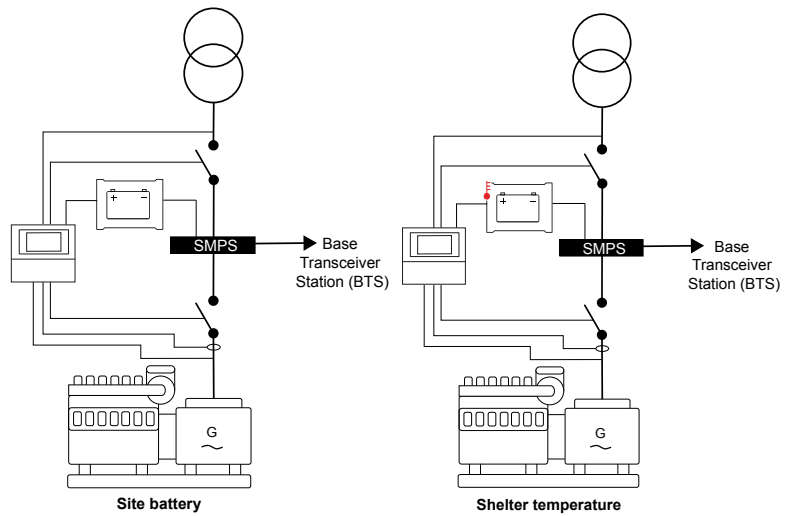 + −
SMPS
Base
Transceiver
Station (BTS)
G
Site battery
+ −
SMPS
Base
Transceiver
Station (BTS)
G
Shelter temperature